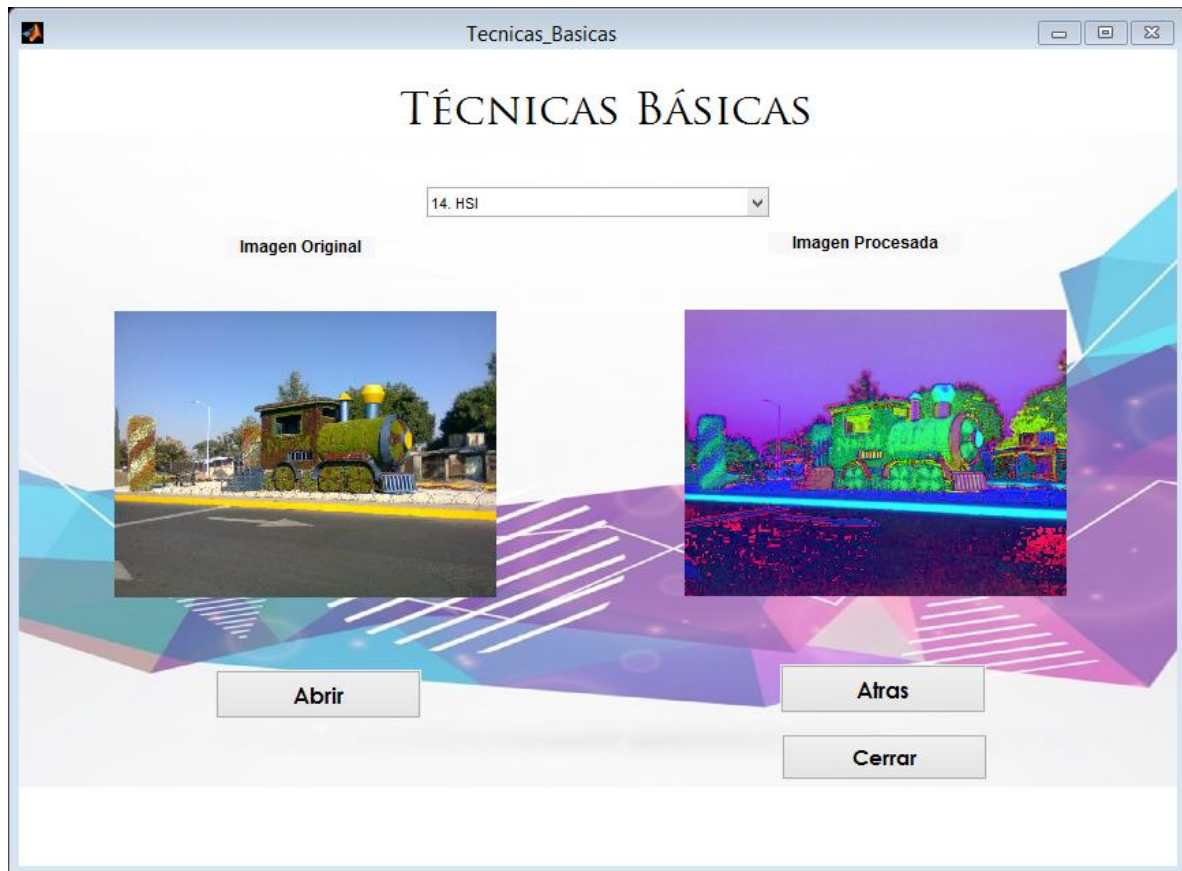 Tecnicas_Basicas
TÉCNICAS BÁSICAS
14. HSI
Imagen Original
Imagen Procesada
Abrir
Atras
Cerrar